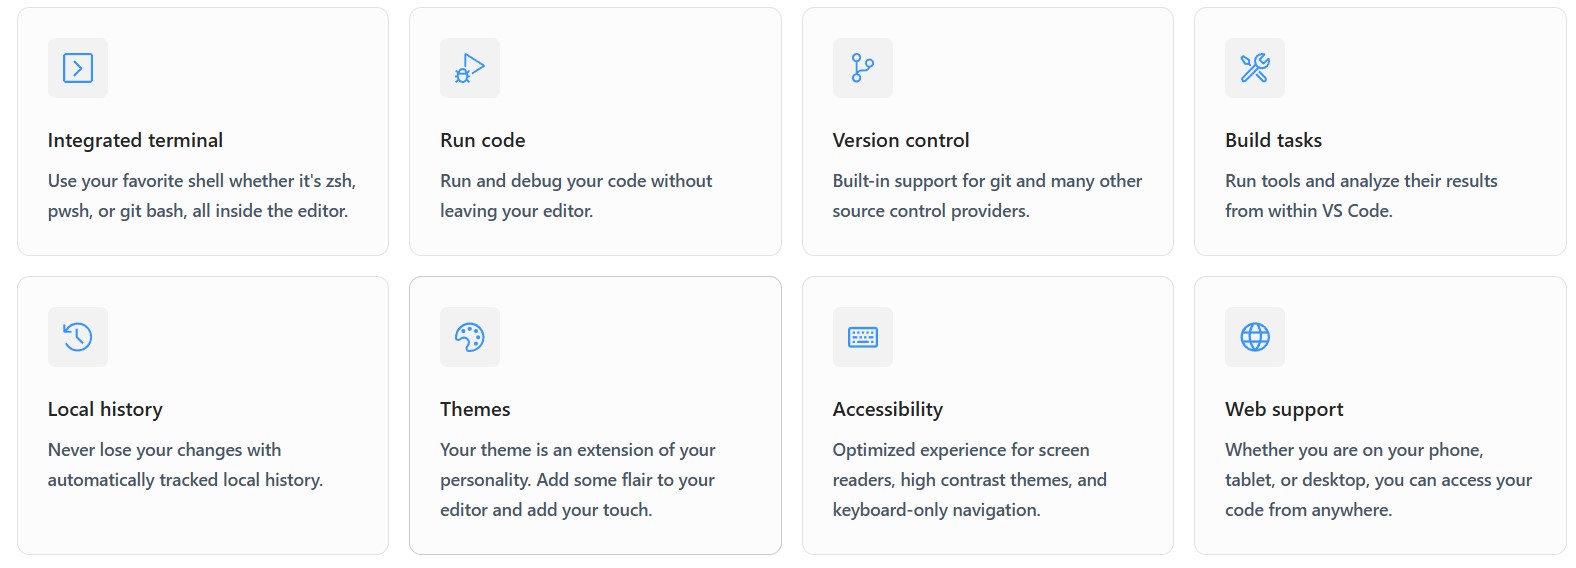 Integrated terminal
Use your favorite shell whether it's zsh,
pwsh, or git bash, all inside the editor.
Run code
Run and debug your code without
leaving your editor.
Version control
Built-in support for git and many other
source control providers.
Build tasks
Run tools and analyze their results
from within VS Code.
Local history
Never lose your changes with
automatically tracked local history.
Themes
Your theme is an extension of your
personality. Add some flair to your
editor and add your touch.
Accessibility
Optimized experience for screen
readers, high contrast themes, and
keyboard-only navigation.
Web support
Whether you are on your phone,
tablet, or desktop, you can access your
code from anywhere.